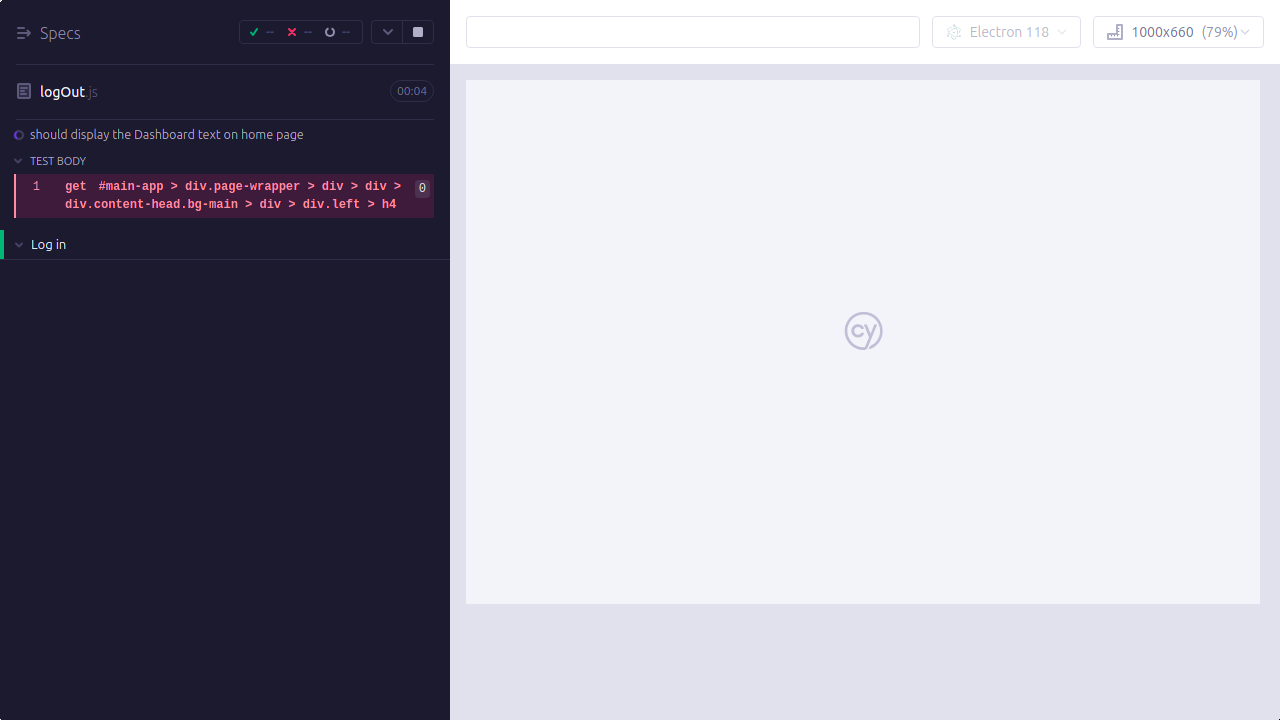 Specs
-- -- --
logOut.js
00:04
should display the Dashboard text on home page
TEST BODY
1 get #main-app > div.page-wrapper > div > div > 0
div.content-head.bg-main > div > div.left > h4
Log in
Electron 118
1000x660 (79%)
cy